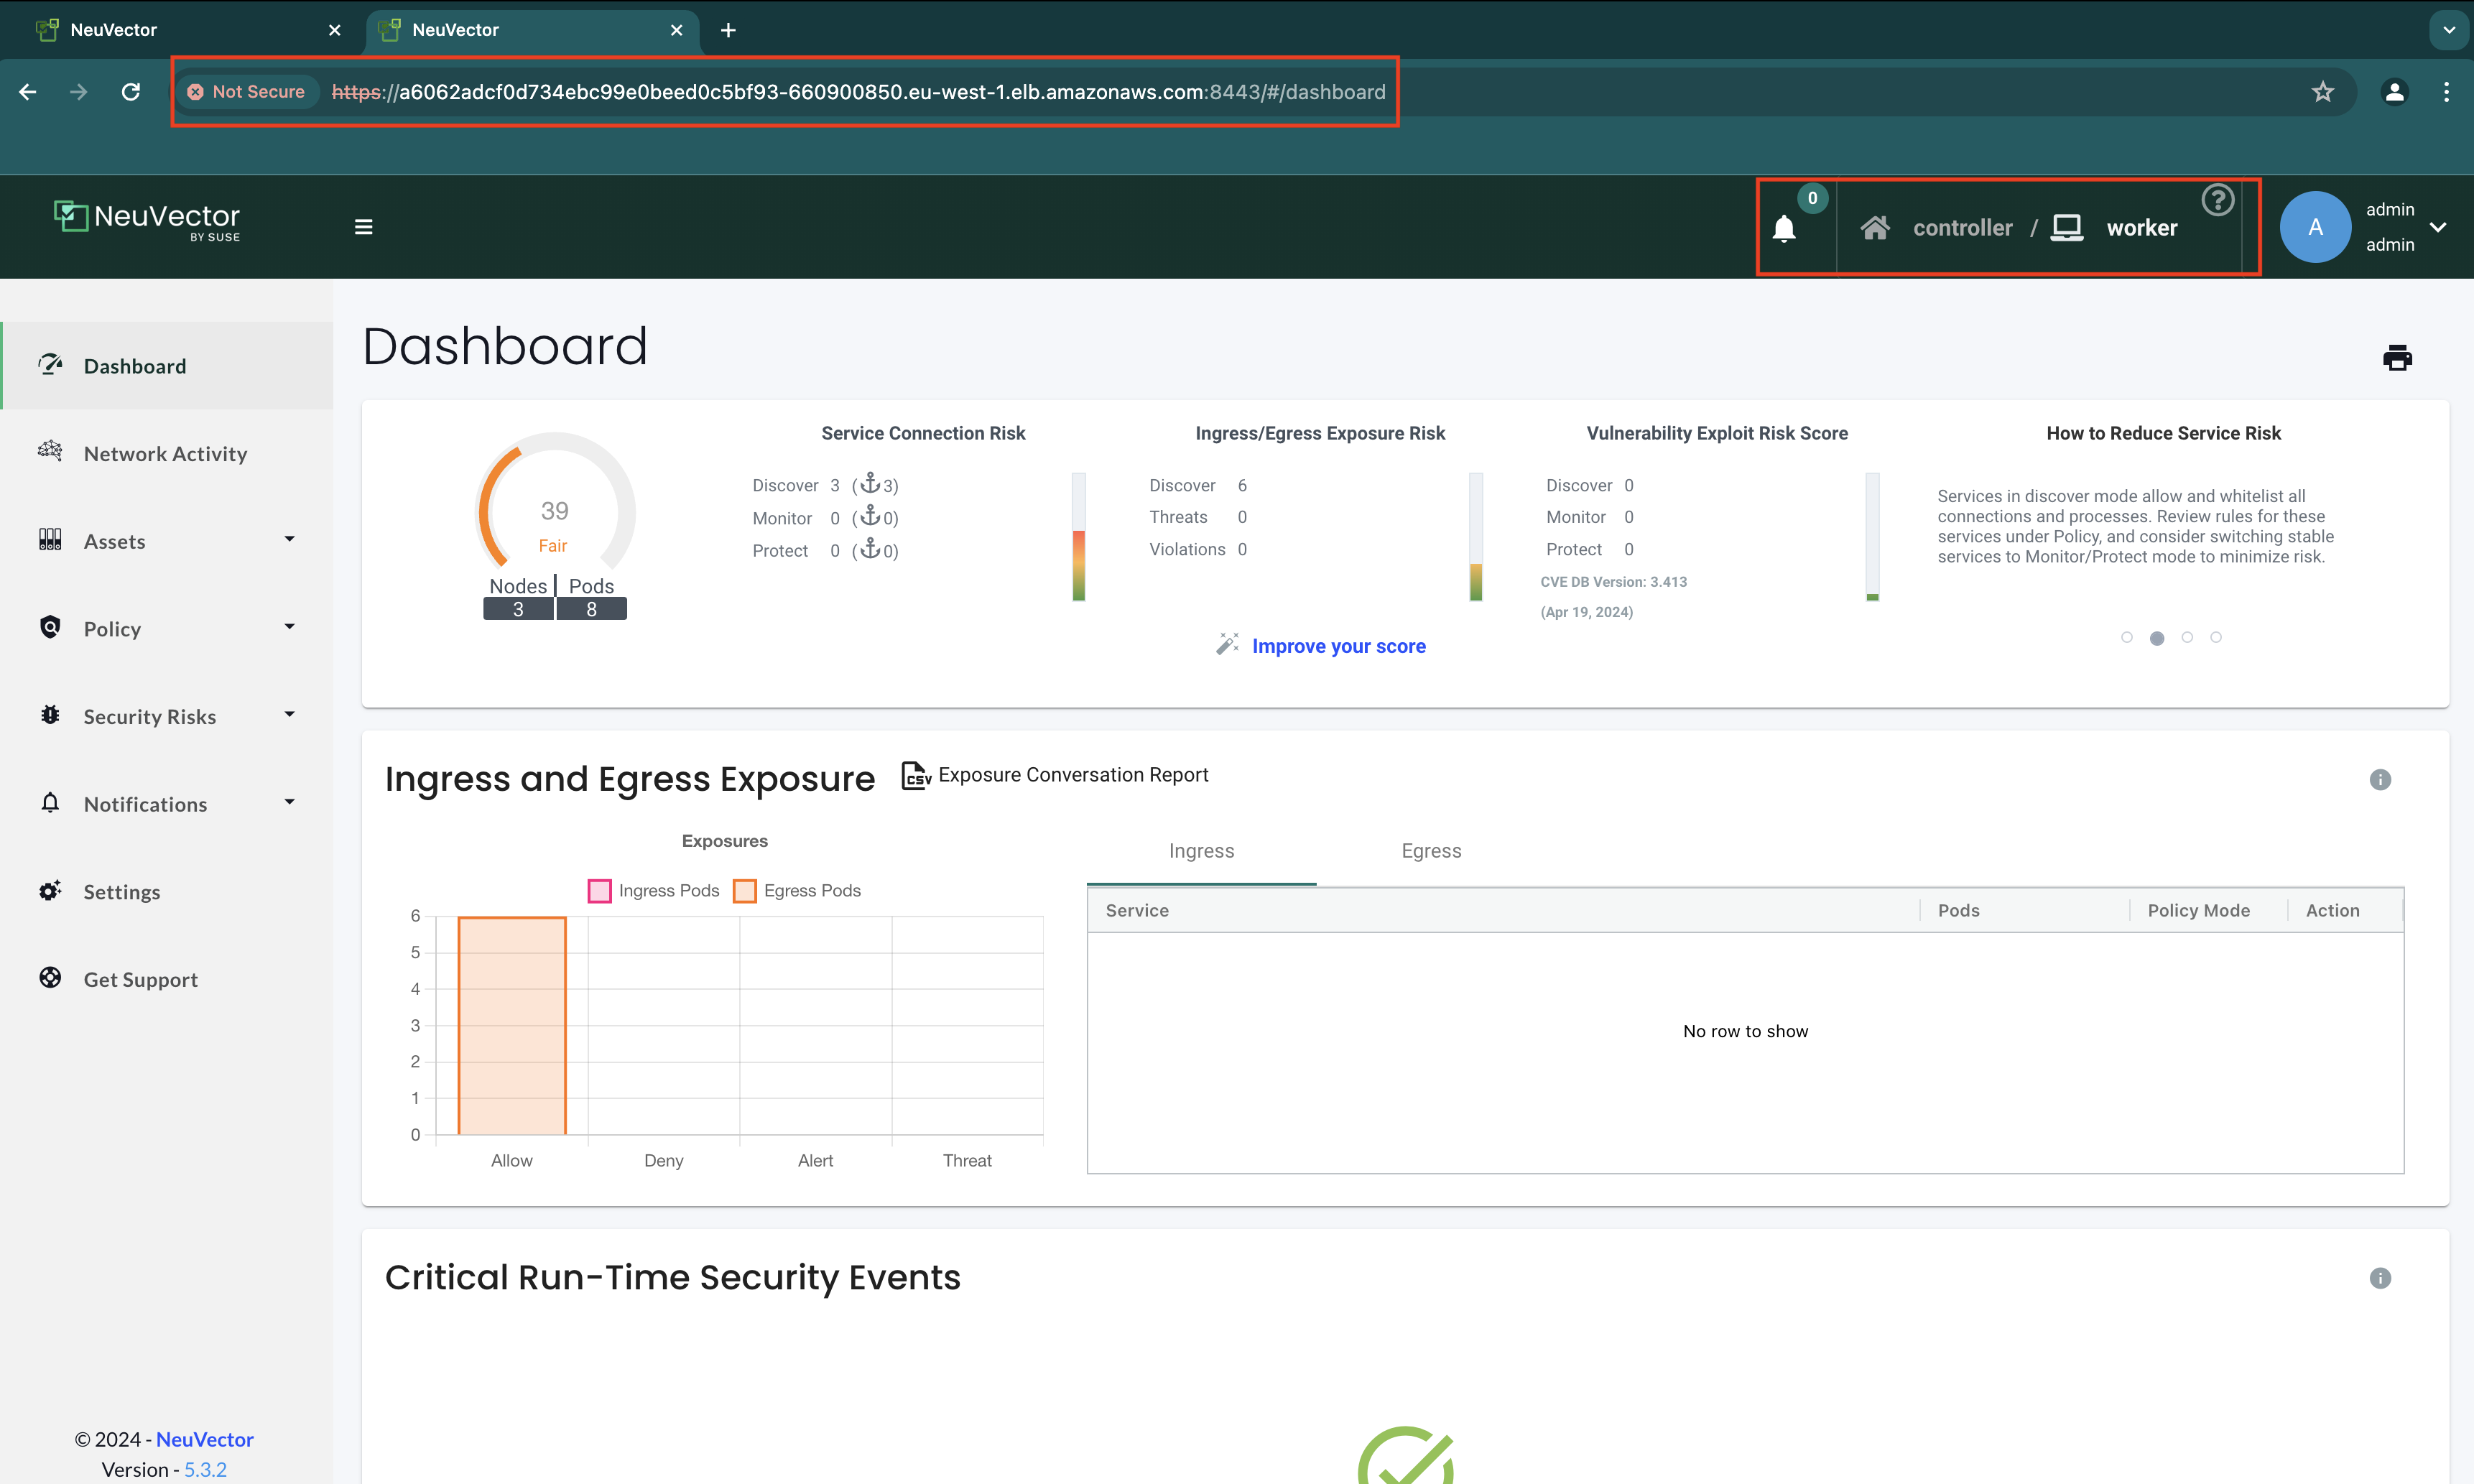 NeuVector
NeuVector
Not Secure https://a6062adcf0d734ebc99e0beed0c5bf93-660900850.eu-west-1.elb.amazonaws.com:8443/#/dashboard
NeuVector
BY SUSE
0
controller / worker
A
admin
admin
Dashboard
Network Activity
Assets
Policy
Security Risks
Notifications
Settings
Get Support
© 2024 - NeuVector
Version - 5.3.2
Dashboard
39
Fair
Nodes Pods
3 8
Service Connection Risk
Discover 3 (3)
Monitor 0 (0)
Protect 0 (0)
Ingress/Egress Exposure Risk
Discover 6
Threats 0
Violations 0
Vulnerability Exploit Risk Score
Discover 0
Monitor 0
Protect 0
CVE DB Version: 3.413
(Apr 19, 2024)
How to Reduce Service Risk
Services in discover mode allow and whitelist all
connections and processes. Review rules for these
services under Policy, and consider switching stable
services to Monitor/Protect mode to minimize risk.
Improve your score
Ingress and Egress Exposure
CSV Exposure Conversation Report
Exposures
Ingress Pods Egress Pods
6
5
4
3
2
1
0
Allow Deny Alert Threat
Ingress Egress
Service Pods Policy Mode Action
No row to show
Critical Run-Time Security Events